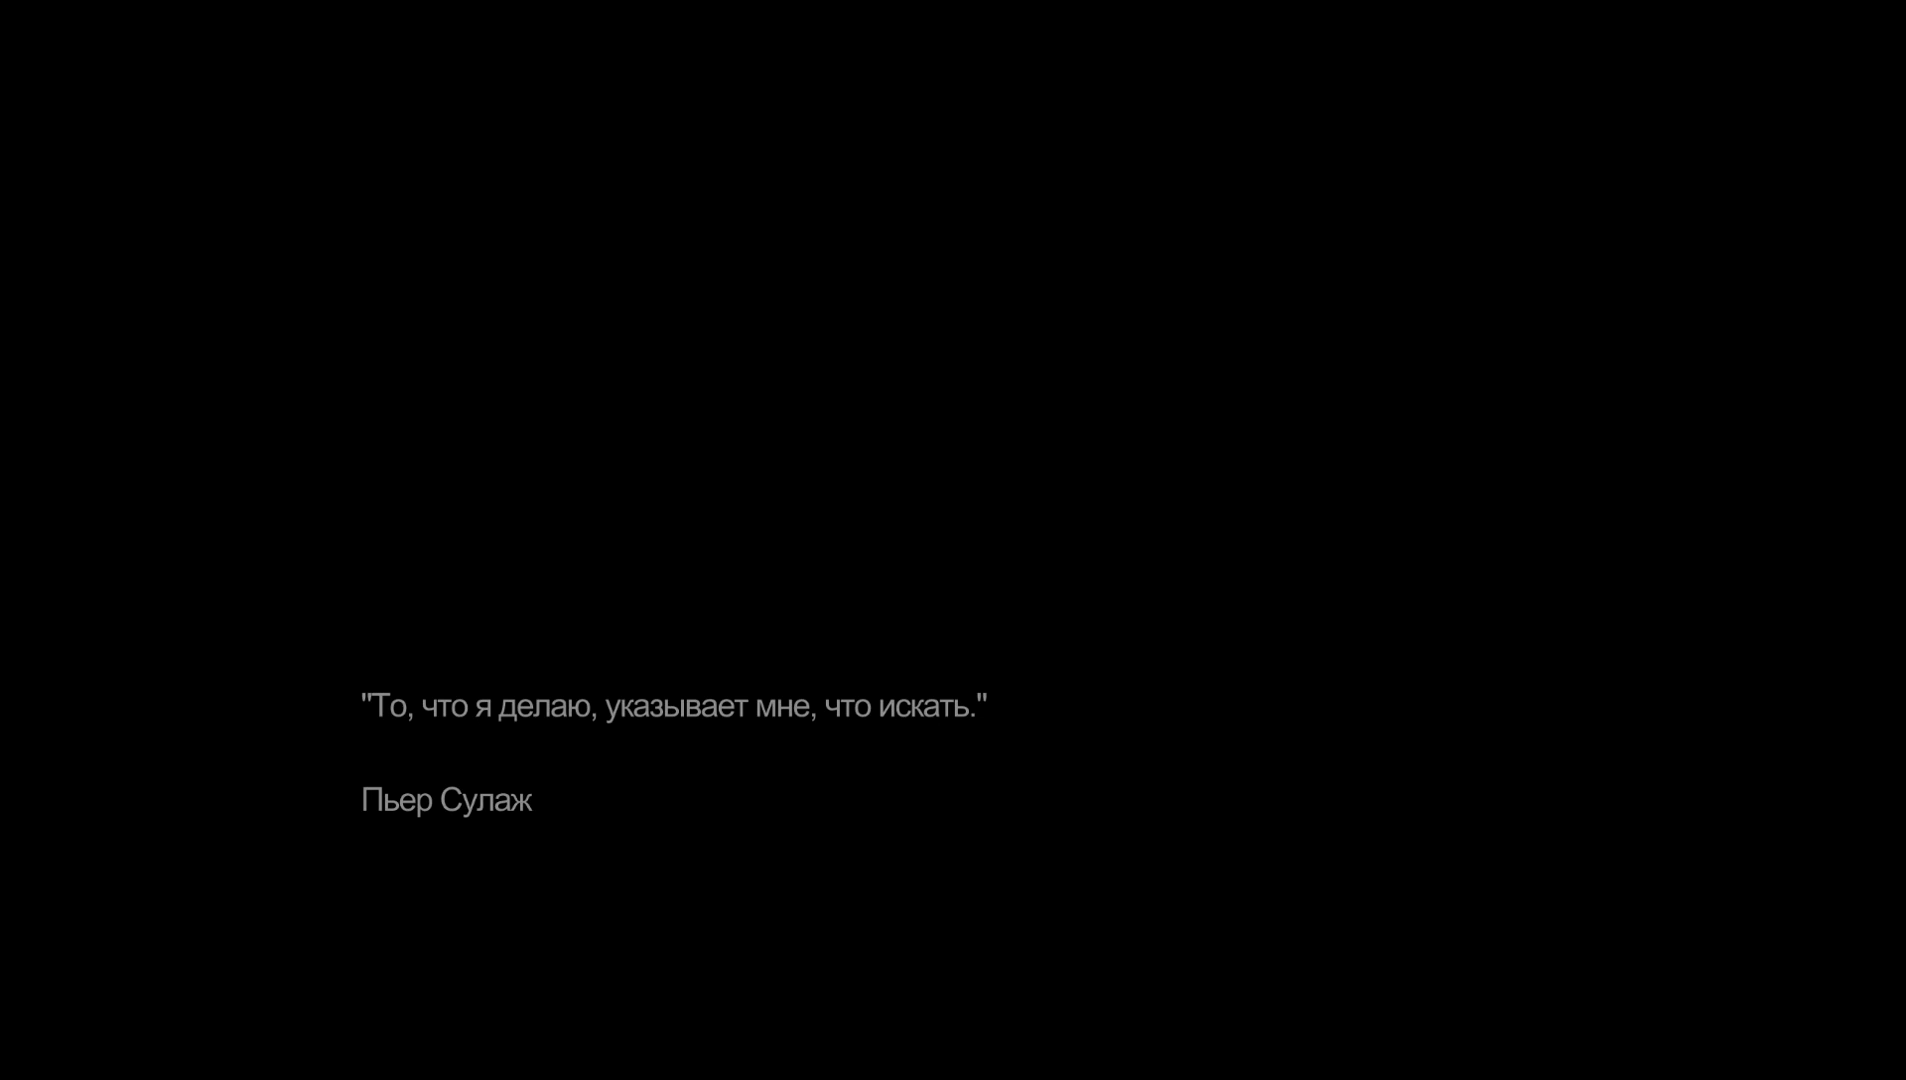 "То, что я делаю, указывает мне, что искать."
Пьер Сулаж